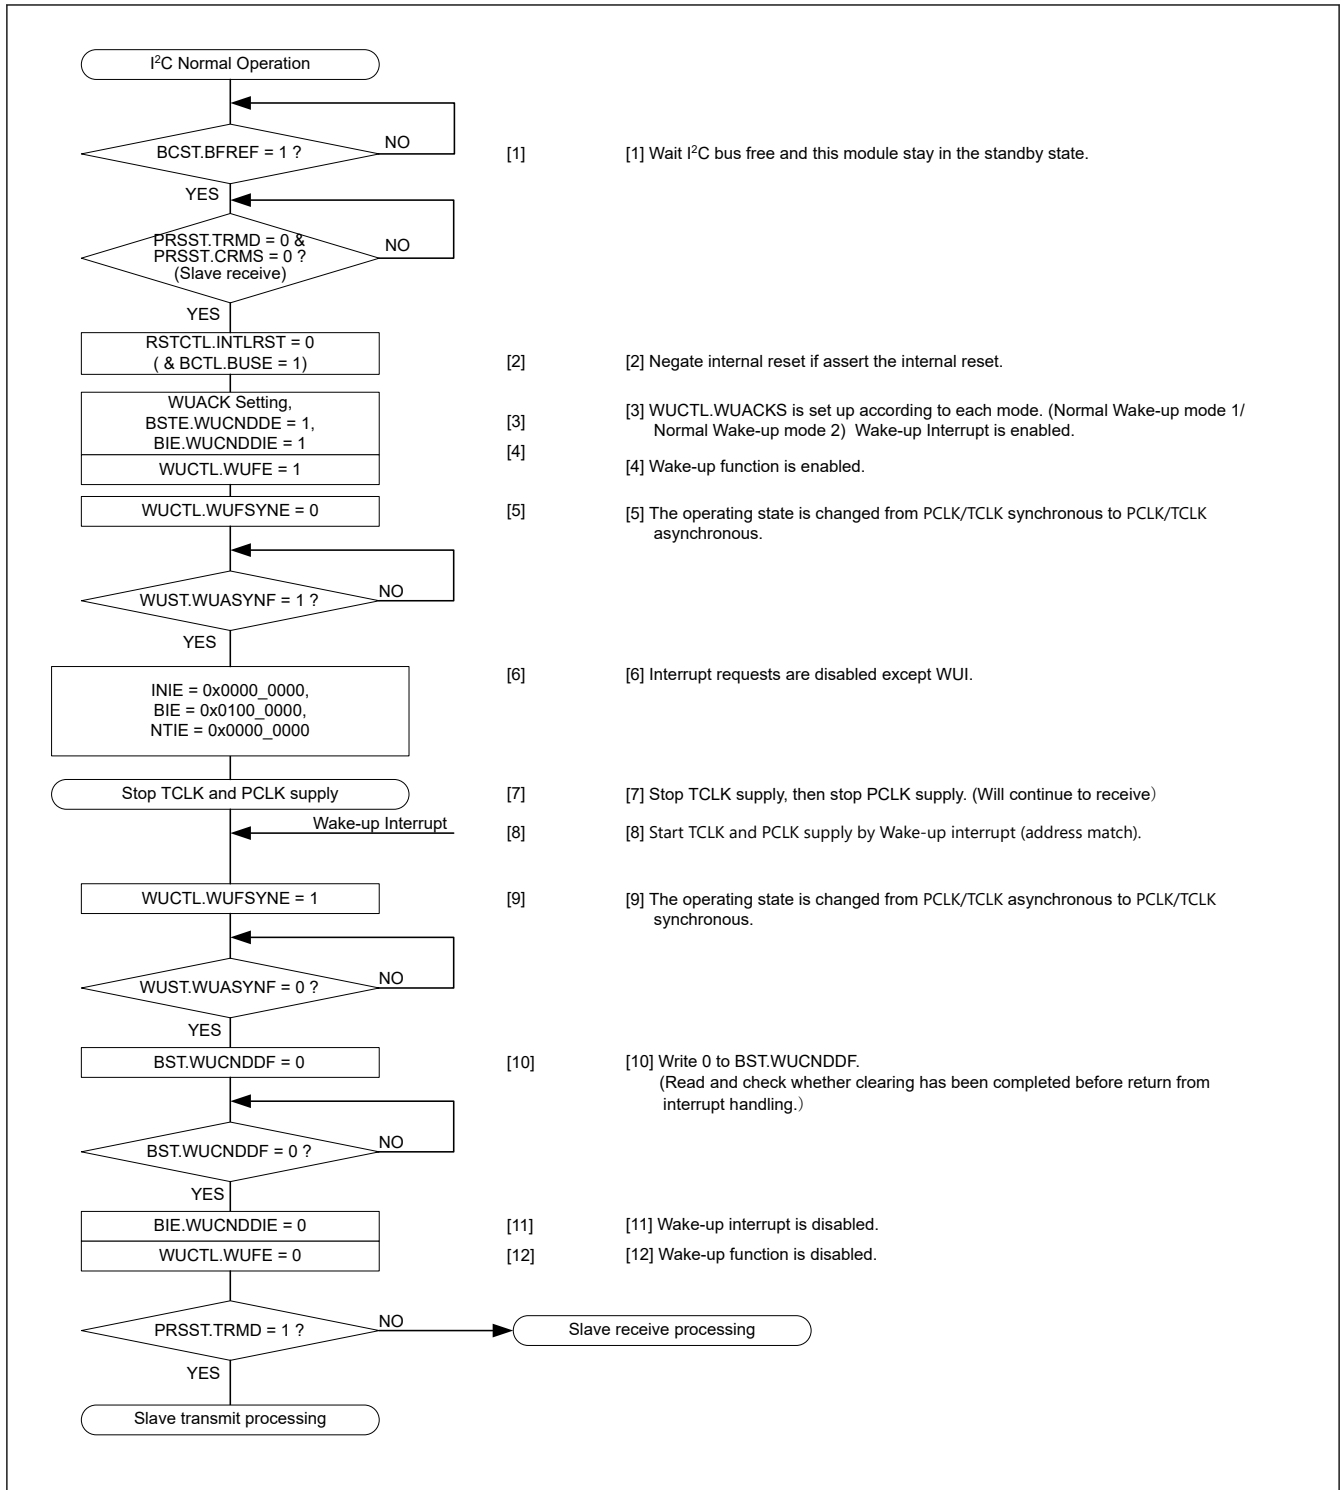 I²C Normal Operation
BCST.BFREF = 1 ?
NO
[1]
[1] Wait I²C bus free and this module stay in the standby state.
YES
PRSST.TRMD = 0 &
PRSST.CRMS = 0 ?
(Slave receive)
NO
YES
RSTCTL.INTLRST = 0
( & BCTL.BUSE = 1)
[2]
[2] Negate internal reset if assert the internal reset.
WUACK Setting,
BSTE.WUCNDDE = 1,
BIE.WUCNDDIE = 1
[3]
[3] WUCTL.WUACKS is set up according to each mode. (Normal Wake-up mode 1/
Normal Wake-up mode 2)  Wake-up Interrupt is enabled.
WUCTL.WUFE = 1
[4]
[4] Wake-up function is enabled.
WUCTL.WUFSYNE = 0
[5]
[5] The operating state is changed from PCLK/TCLK synchronous to PCLK/TCLK
asynchronous.
WUST.WUASYNF = 1 ?
NO
YES
INIE = 0x0000_0000,
BIE = 0x0100_0000,
NTIE = 0x0000_0000
[6]
[6] Interrupt requests are disabled except WUI.
Stop TCLK and PCLK supply
[7]
[7] Stop TCLK supply, then stop PCLK supply. (Will continue to receive）
Wake-up Interrupt
[8]
[8] Start TCLK and PCLK supply by Wake-up interrupt (address match).
WUCTL.WUFSYNE = 1
[9]
[9] The operating state is changed from PCLK/TCLK asynchronous to PCLK/TCLK
synchronous.
WUST.WUASYNF = 0 ?
NO
YES
BST.WUCNDDF = 0
[10]
[10] Write 0 to BST.WUCNDDF.
(Read and check whether clearing has been completed before return from
interrupt handling.）
BST.WUCNDDF = 0 ?
NO
YES
BIE.WUCNDDIE = 0
[11]
[11] Wake-up interrupt is disabled.
WUCTL.WUFE = 0
[12]
[12] Wake-up function is disabled.
PRSST.TRMD = 1 ?
NO
Slave receive processing
YES
Slave transmit processing